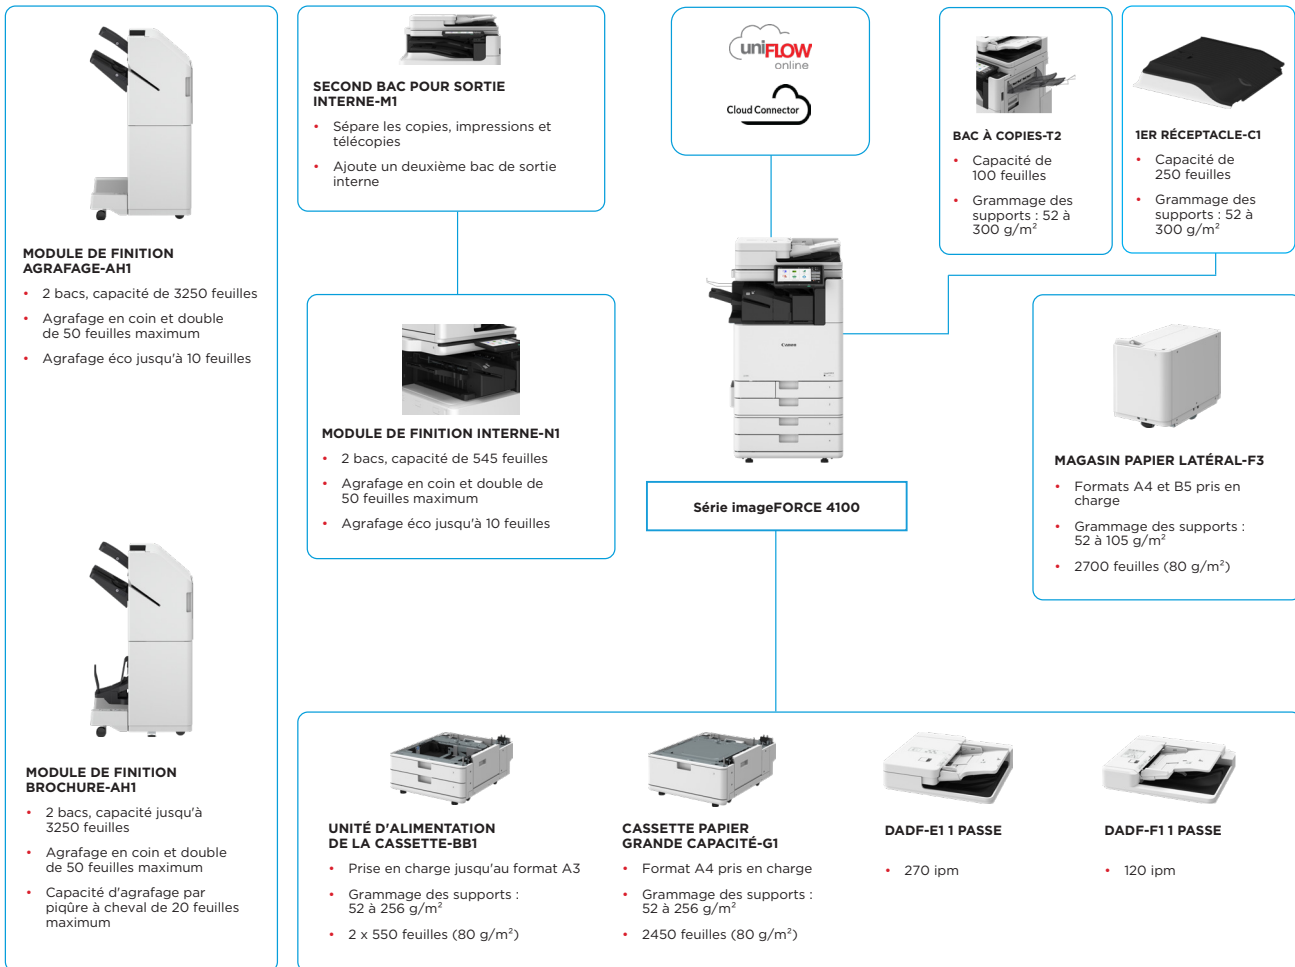 MODULE DE FINITION
AGRAFAGE-AH1
• 2 bacs, capacité de 3250 feuilles
• Agrafage en coin et double
de 50 feuilles maximum
• Agrafage éco jusqu'à 10 feuilles
MODULE DE FINITION
BROCHURE-AH1
• 2 bacs, capacité jusqu'à
3250 feuilles
• Agrafage en coin et double
de 50 feuilles maximum
• Capacité d'agrafage par
piqûre à cheval de 20 feuilles
maximum
SECOND BAC POUR SORTIE
INTERNE-M1
• Sépare les copies, impressions et
télécopies
• Ajoute un deuxième bac de sortie
interne
MODULE DE FINITION INTERNE-N1
• 2 bacs, capacité de 545 feuilles
• Agrafage en coin et double de
50 feuilles maximum
• Agrafage éco jusqu'à 10 feuilles
uniFLOW
online
Cloud Connector
Canon
Série imageFORCE 4100
BAC À COPIES-T2
• Capacité de
100 feuilles
• Grammage des
supports : 52 à
300 g/m²
1ER RÉCEPTACLE-C1
• Capacité de
250 feuilles
• Grammage des
supports : 52 à
300 g/m²
MAGASIN PAPIER LATÉRAL-F3
• Formats A4 et B5 pris en
charge
• Grammage des supports :
52 à 105 g/m²
• 2700 feuilles (80 g/m²)
UNITÉ D'ALIMENTATION
DE LA CASSETTE-BB1
• Prise en charge jusqu'au format A3
• Grammage des supports :
52 à 256 g/m²
• 2 x 550 feuilles (80 g/m²)
CASSETTE PAPIER
GRANDE CAPACITÉ-G1
• Format A4 pris en charge
• Grammage des supports :
52 à 256 g/m²
• 2450 feuilles (80 g/m²)
DADF-E1 1 PASSE
• 270 ipm
DADF-F1 1 PASSE
• 120 ipm